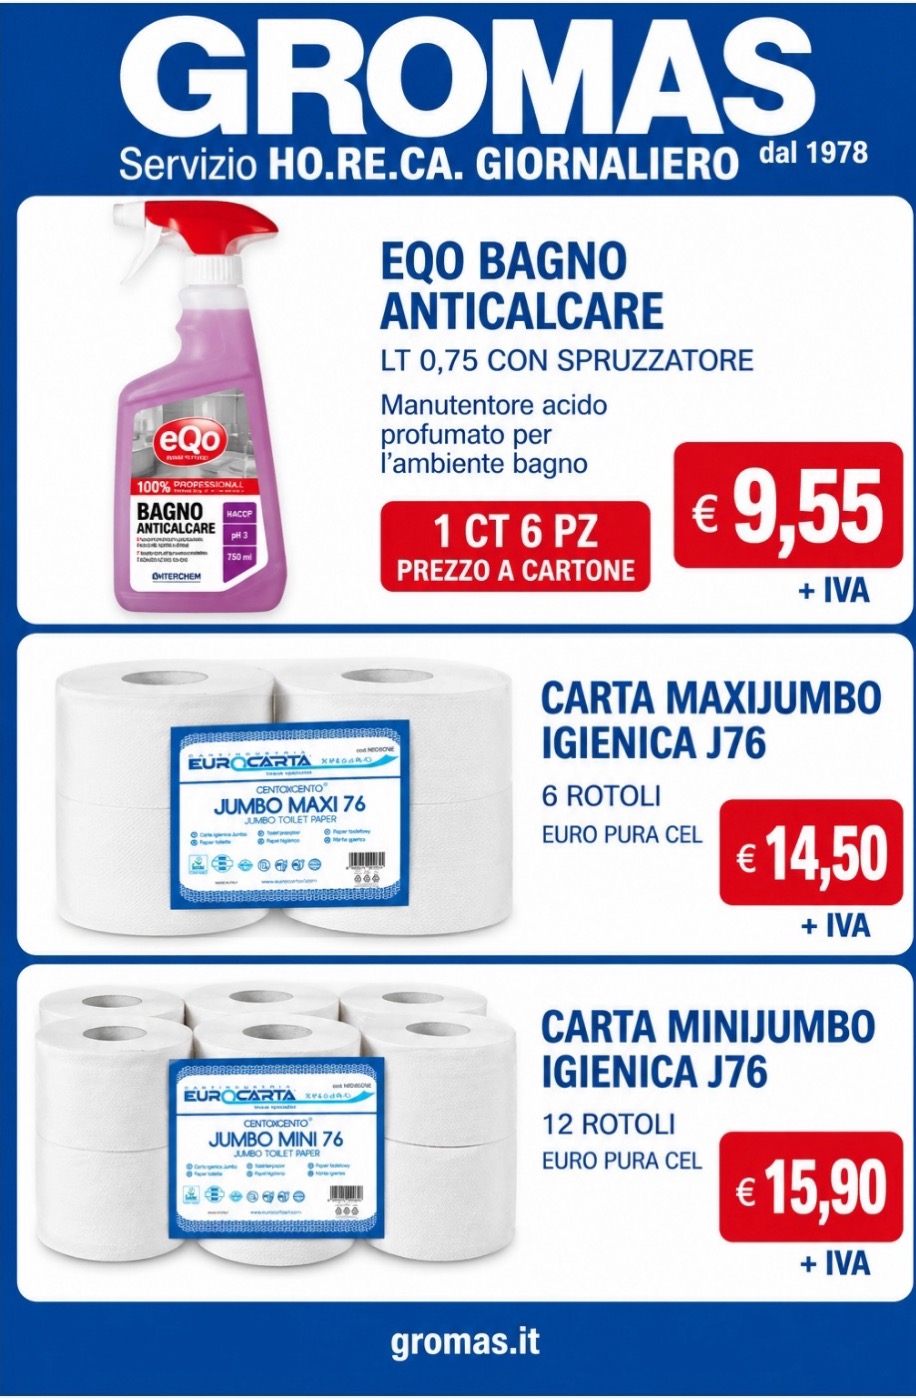 GROMAS
Servizio HO.RE.CA. GIORNALIERO dal 1978
EQO BAGNO
ANTICALCARE
LT 0,75 CON SPRUZZATORE
Manutentore acido
profumato per
l'ambiente bagno
1 CT 6 PZ
PREZZO A CARTONE
€ 9,55
+ IVA
eQo
100% PROFESSIONAL
BAGNO
ANTICALCARE
HACCP
pH 3
750 ml
INTERCHEM
CARTA MAXIJUMBO
IGIENICA J76
6 ROTOLI
EURO PURA CEL
€ 14,50
+ IVA
EUROCARTA
CENTOXCENTO®
JUMBO MAXI 76
JUMBO TOILET PAPER
CARTA MINIJUMBO
IGIENICA J76
12 ROTOLI
EURO PURA CEL
€ 15,90
+ IVA
EUROCARTA
CENTOXCENTO®
JUMBO MINI 76
JUMBO TOILET PAPER
gromas.it